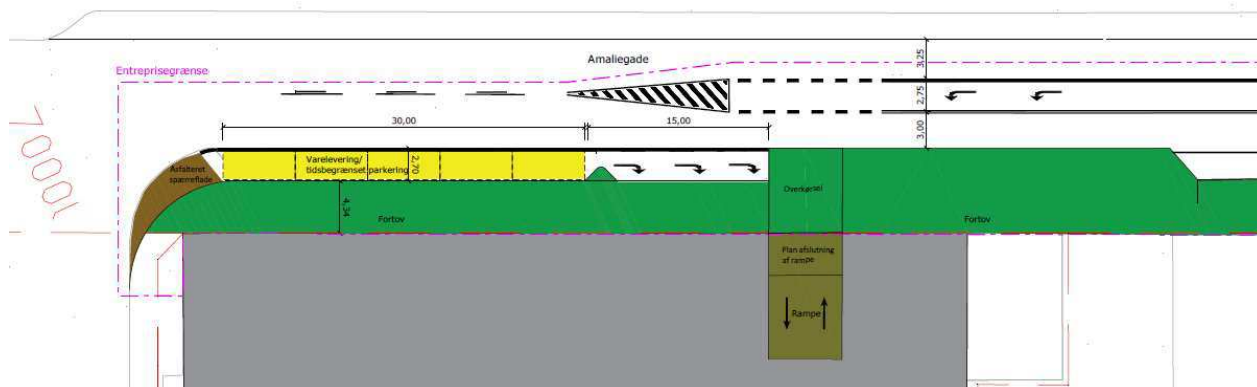 Amaliegade
Entreprisegrænse
3,25
2,75
3,00
30,00
15,00
Varelevering/
tidsbegrænset parkering
2,70
Asfalteret
spærreflade
4,34
Overkørsel
Fortov
Fortov
Plan afslutning
af rampe
Rampe